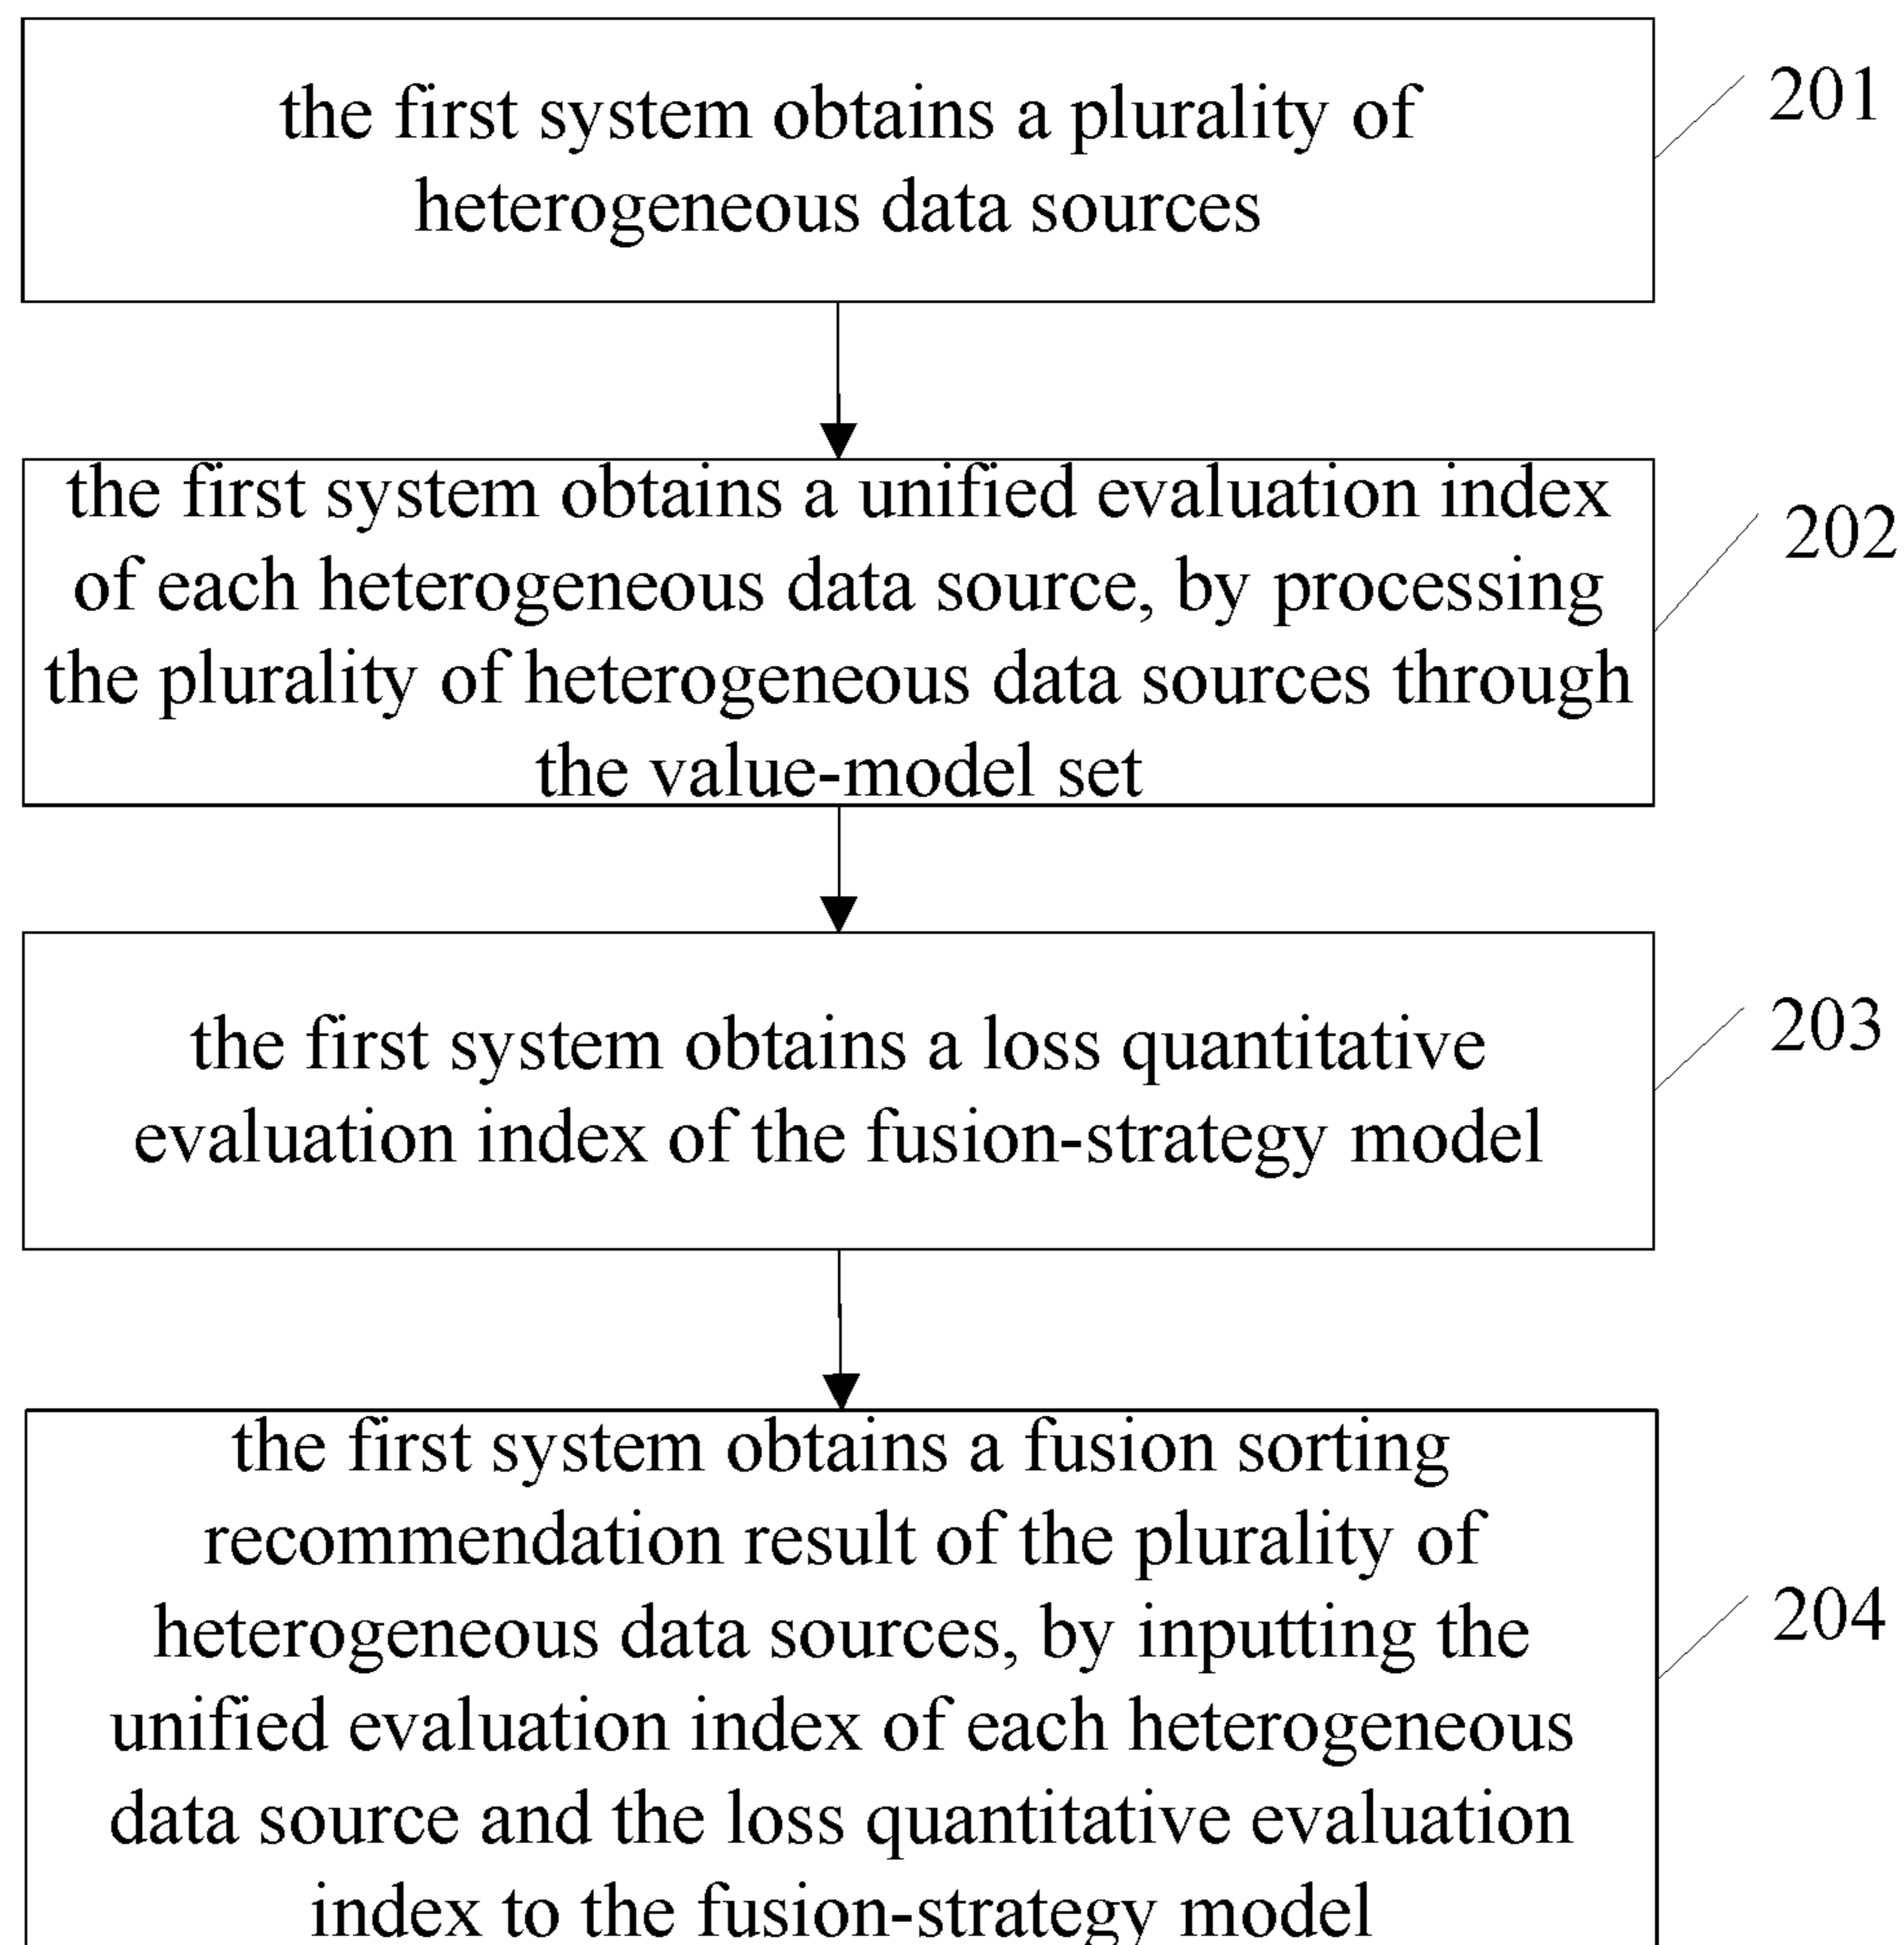 the first system obtains a plurality of
heterogeneous data sources
201
the first system obtains a unified evaluation index
of each heterogeneous data source, by processing
the plurality of heterogeneous data sources through
the value-model set
202
the first system obtains a loss quantitative
evaluation index of the fusion-strategy model
203
the first system obtains a fusion sorting
recommendation result of the plurality of
heterogeneous data sources, by inputting the
unified evaluation index of each heterogeneous
data source and the loss quantitative evaluation
index to the fusion-strategy model
204